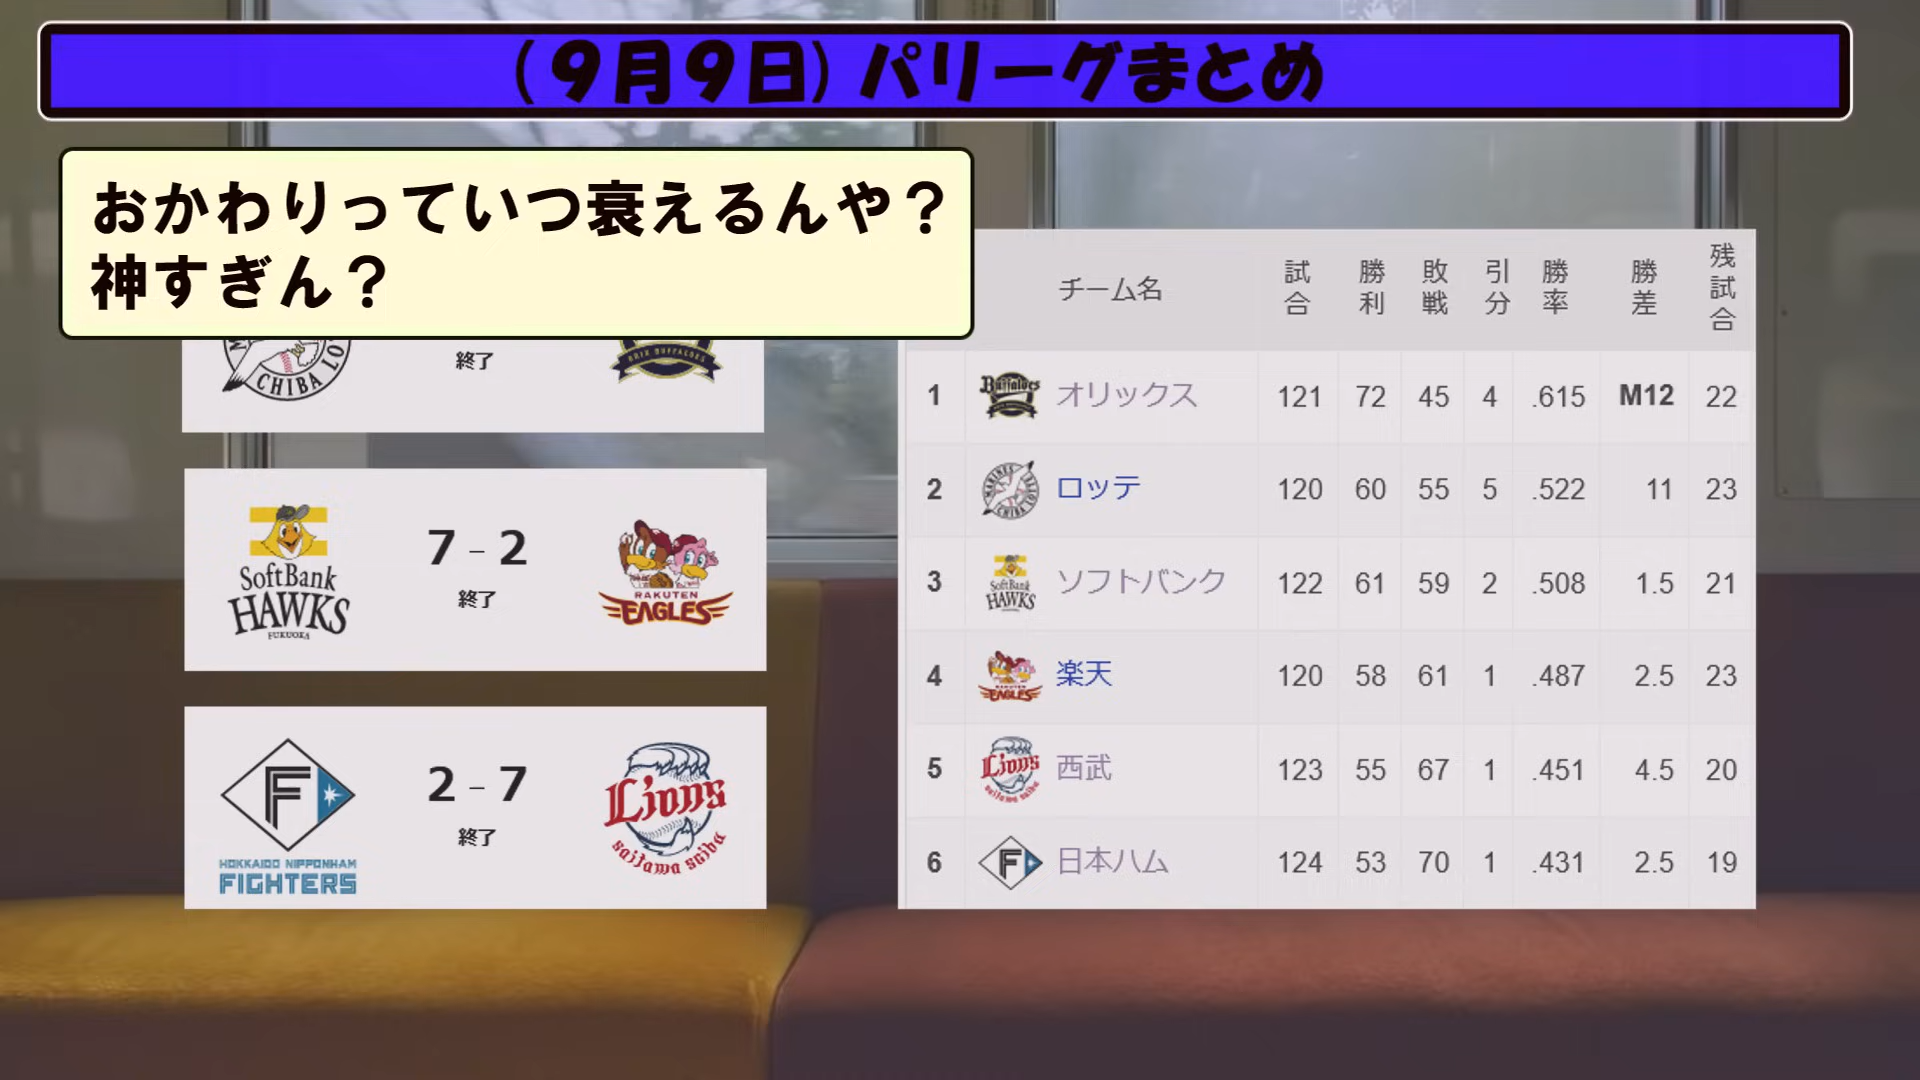 (9月9日) パリーグまとめ
おかわりっていつ衰えるんや？
神すぎん？
CHIBA LO
終了
ORIX BUFFALOES
7 - 2
終了
SoftBank
HAWKS
FUKUOKA
RAKUTEN
EAGLES
2 - 7
終了
F
HOKKAIDO NIPPONHAM
FIGHTERS
Lions
saitama seibu
チーム名 試合 勝利 敗戦 引分 勝率 勝差 残試合
1 Buffaloes オリックス 121 72 45 4 .615 M12 22
2 ロッテ 120 60 55 5 .522 11 23
3 SoftBank HAWKS ソフトバンク 122 61 59 2 .508 1.5 21
4 EAGLES 楽天 120 58 61 1 .487 2.5 23
5 Lions 西武 123 55 67 1 .451 4.5 20
6 F 日本ハム 124 53 70 1 .431 2.5 19